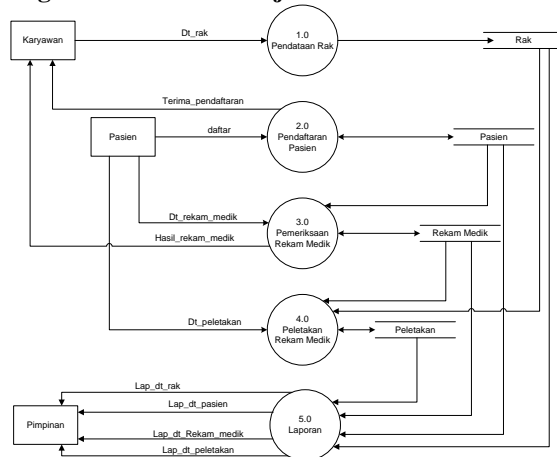 Karyawan
Dt_rak
1.0
Pendataan Rak
Rak
Terima_pendaftaran
Pasien
daftar
2.0
Pendaftaran
Pasien
Pasien
Dt_rekam_medik
Hasil_rekam_medik
3.0
Pemeriksaan
Rekam Medik
Rekam Medik
Dt_peletakan
4.0
Peletakan
Rekam Medik
Peletakan
Lap_dt_rak
Lap_dt_pasien
Pimpinan
5.0
Laporan
Lap_dt_Rekam_medik
Lap_dt_peletakan